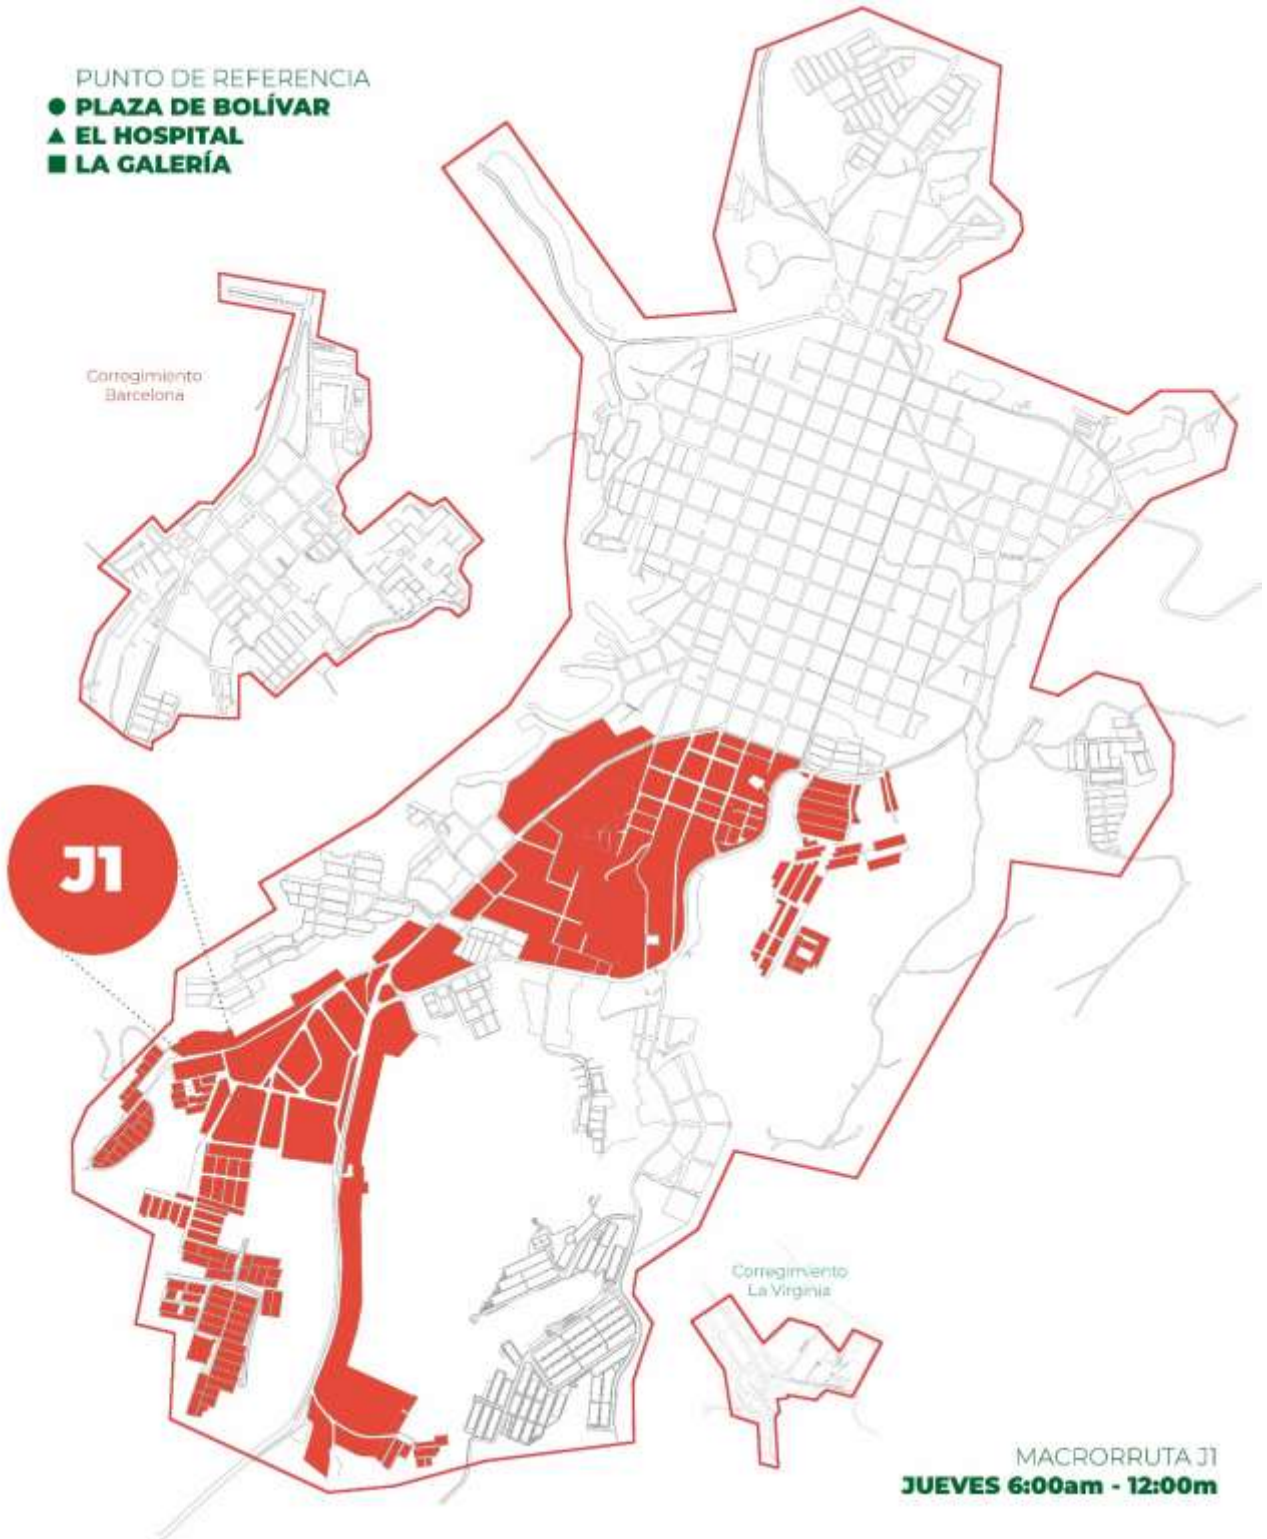 PUNTO DE REFERENCIA
PLAZA DE BOLÍVAR
EL HOSPITAL
LA GALERÍA
Corregimiento
Barcelona
J1
Corregimiento
La Virginia
MACRORRUTA J1
JUEVES 6:00am - 12:00m